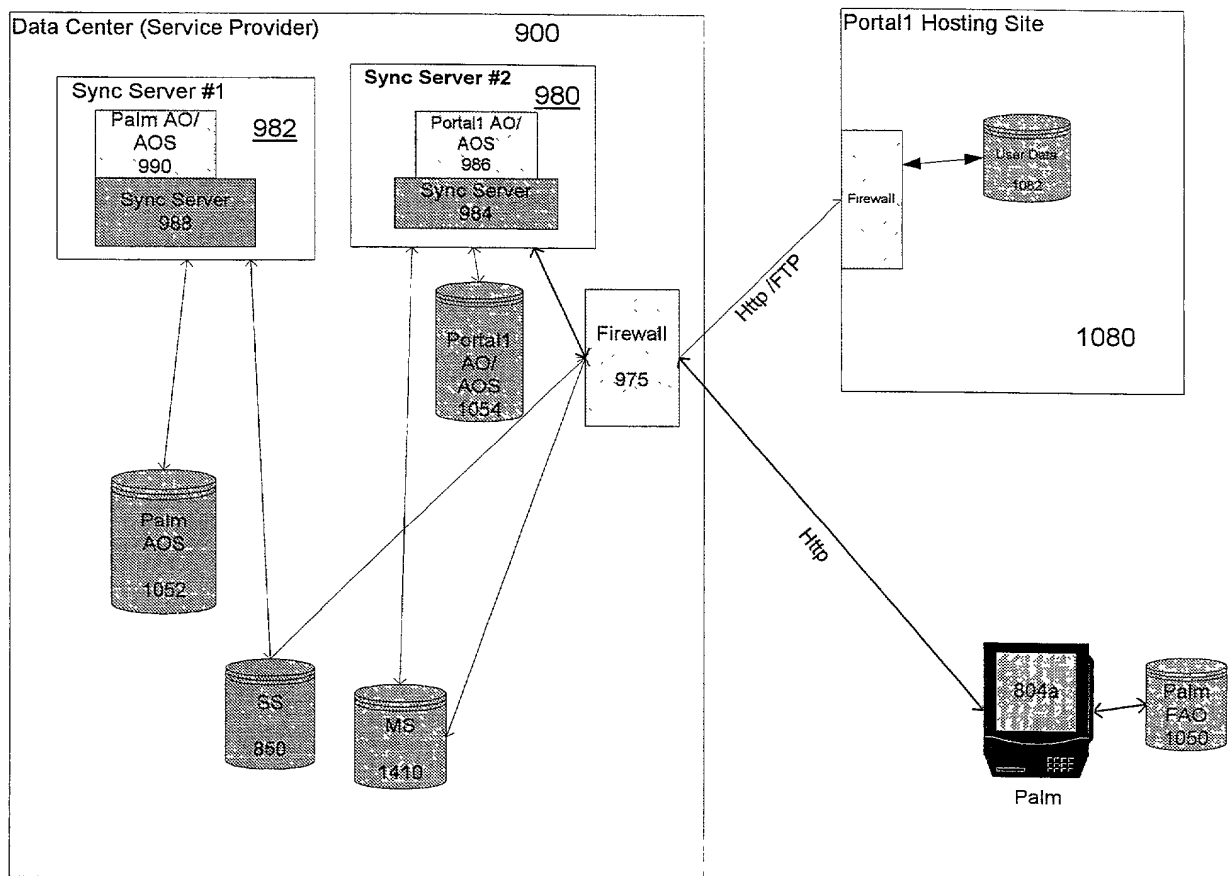 Data Center (Service Provider)
900
Sync Server #1
982
Palm AO/
AOS
990
Sync Server
988
Sync Server #2
980
Portal1 AO/
AOS
986
Sync Server
984
Portal1
AO/
AOS
1054
Firewall
975
Palm
AOS
1052
SS
850
MS
1410
Http /FTP
Http
Portal1 Hosting Site
Firewall
User Data
1082
1080
804a
Palm
Palm
FAO
1050